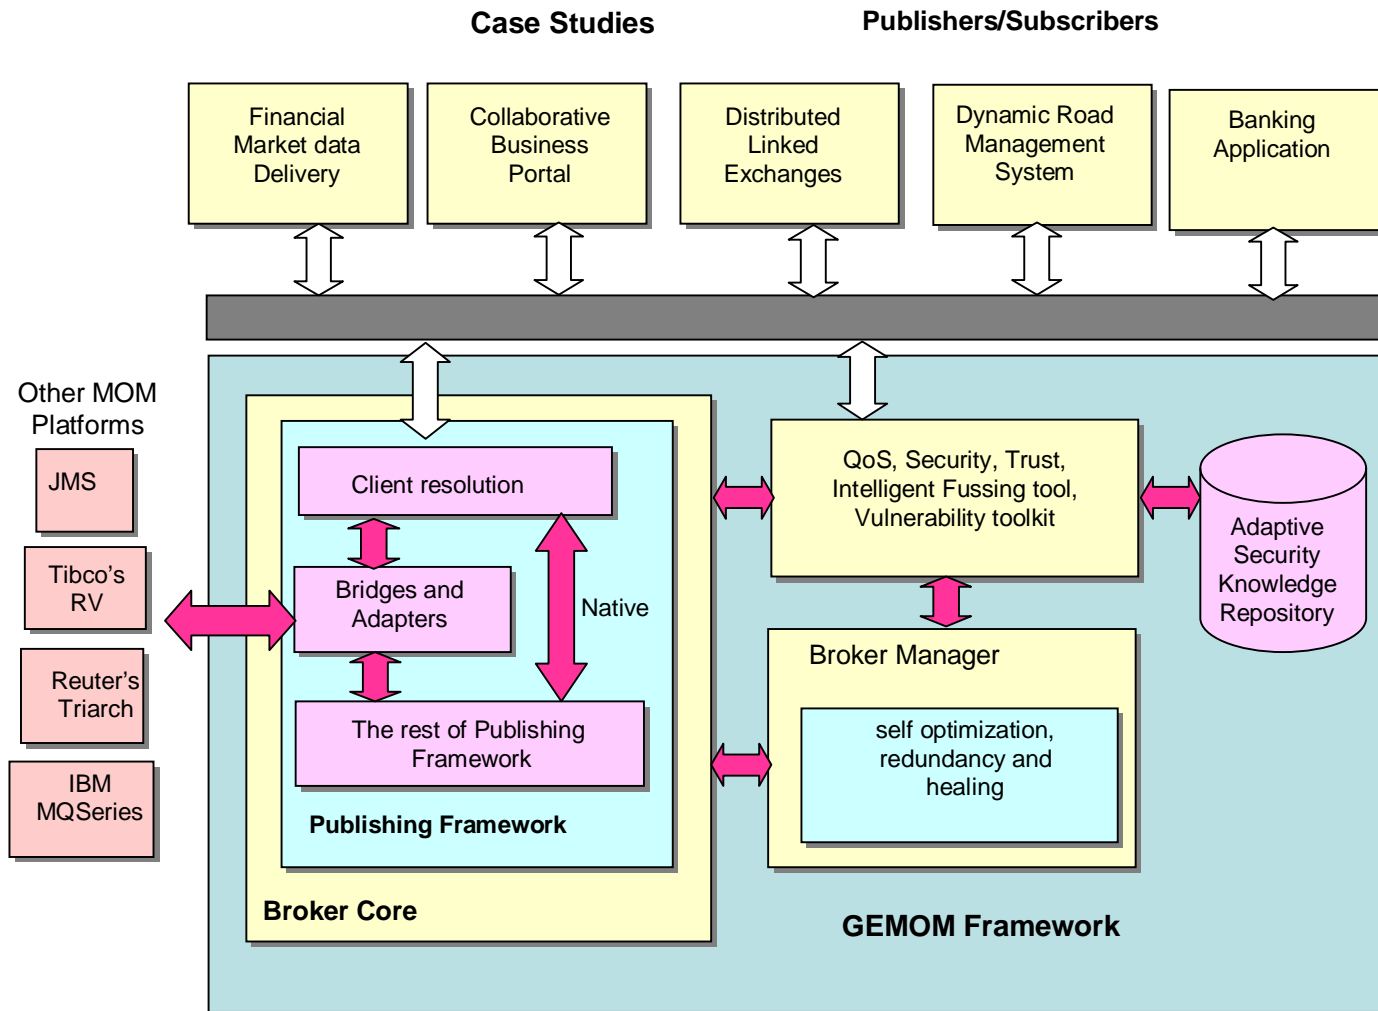 Case Studies
Publishers/Subscribers
Financial
Market data
Delivery
Collaborative
Business
Portal
Distributed
Linked
Exchanges
Dynamic Road
Management
System
Banking
Application
Other MOM
Platforms
JMS
Tibco's
RV
Reuter's
Triarch
IBM
MQSeries
Client resolution
Bridges and
Adapters
Native
The rest of Publishing
Framework
Publishing Framework
Broker Core
QoS, Security, Trust,
Intelligent Fussing tool,
Vulnerability toolkit
Adaptive
Security
Knowledge
Repository
Broker Manager
self optimization,
redundancy and
healing
GEMOM Framework